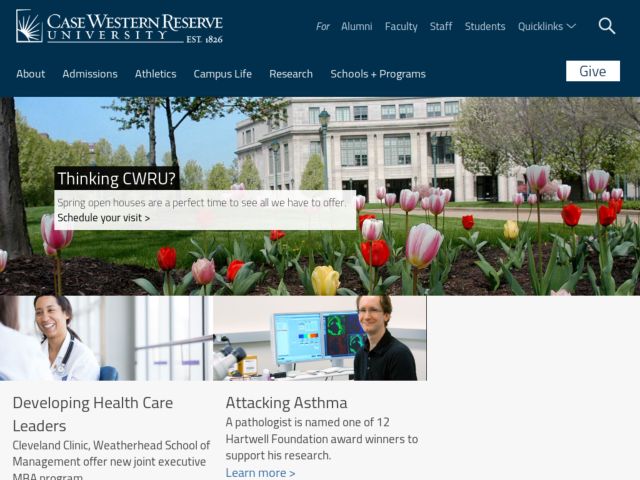 CASE WESTERN RESERVE
UNIVERSITY EST. 1826
For Alumni Faculty Staff Students Quicklinks
About Admissions Athletics Campus Life Research Schools + Programs Give
Thinking CWRU?
Spring open houses are a perfect time to see all we have to offer.
Schedule your visit >
Developing Health Care
Leaders
Cleveland Clinic, Weatherhead School of
Management offer new joint executive
MBA program.
Attacking Asthma
A pathologist is named one of 12
Hartwell Foundation award winners to
support his research.
Learn more >